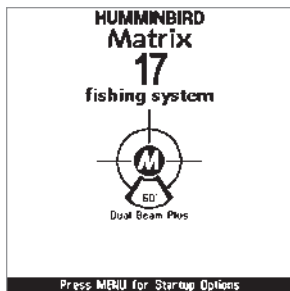 HUMMINBIRD
Matrix
17
fishing system
M
60°
Dual Beam Plus
Press MENU for Startup Options